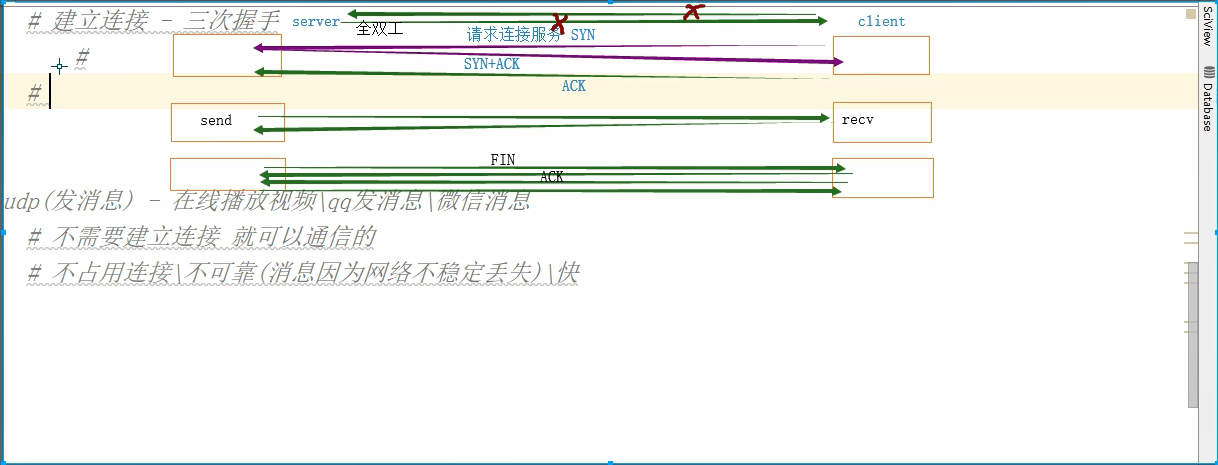 # 建立连接 - 三次握手 server client
全双工
请求连接服务 SYN
#
SYN+ACK
#
ACK
send recv
FIN
ACK
udp(发消息) - 在线播放视频\qq发消息\微信消息
# 不需要建立连接 就可以通信的
# 不占用连接\不可靠(消息因为网络不稳定丢失)\快
SciView
Database